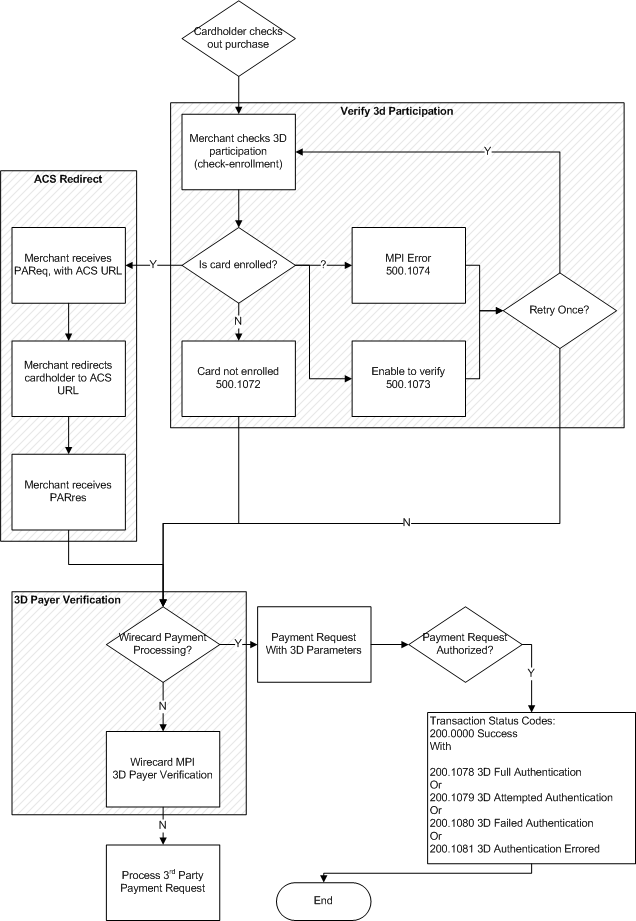 Cardholder checks
out purchase
Verify 3d Participation
Merchant checks 3D
participation
(check-enrollment)
Y
ACS Redirect
Merchant receives
PAReq, with ACS URL
Y
Is card enrolled?
?
MPI Error
500.1074
Retry Once?
N
Merchant redirects
cardholder to ACS
URL
Card not enrolled
500.1072
Enable to verify
500.1073
Merchant receives
PARres
N
3D Payer Verification
Wirecard Payment
Processing?
Y
Payment Request
With 3D Parameters
Payment Request
Authorized?
Y
N
Wirecard MPI
3D Payer Verification
Transaction Status Codes:
200.0000 Success
With
200.1078 3D Full Authentication
Or
200.1079 3D Attempted Authentication
Or
200.1080 3D Failed Authentication
Or
200.1081 3D Authentication Errored
N
Process 3rd Party
Payment Request
End